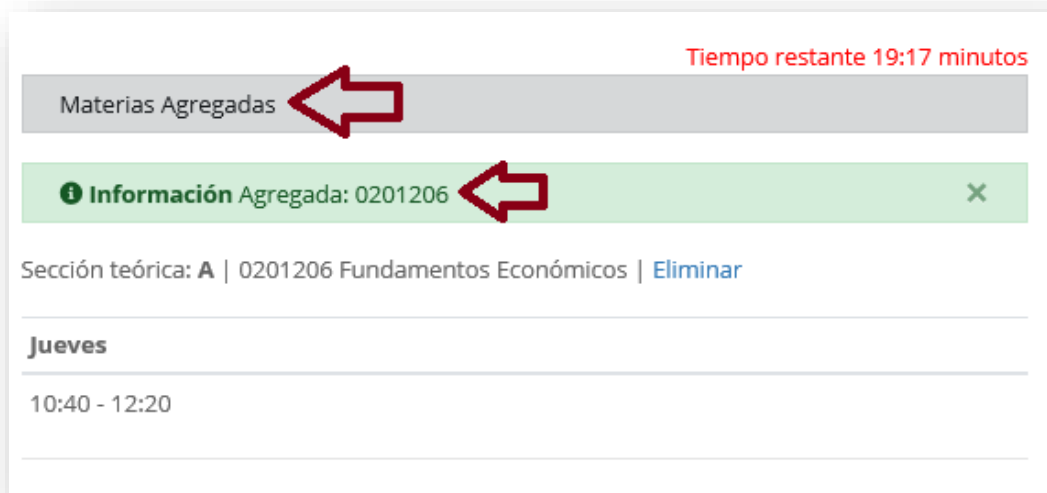 Tiempo restante 19:17 minutos
Materias Agregadas
Información Agregada: 0201206 ×
Sección teórica: A | 0201206 Fundamentos Económicos | Eliminar
Jueves
10:40 - 12:20